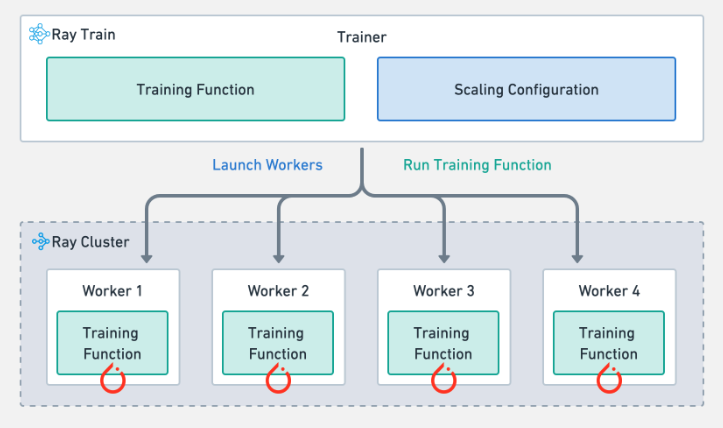 Ray Train
Trainer
Training Function
Scaling Configuration
Launch Workers
Run Training Function
Ray Cluster
Worker 1
Worker 2
Worker 3
Worker 4
Training
Function
Training
Function
Training
Function
Training
Function